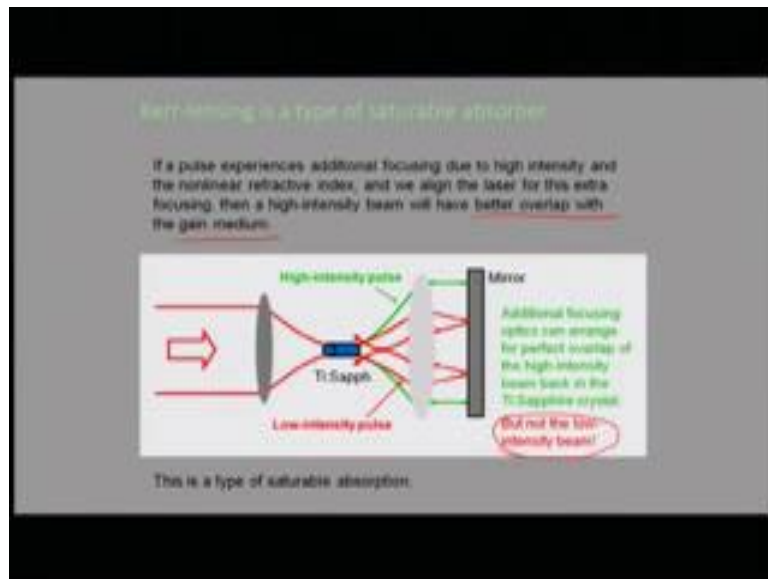 Kerr-lensing is a type of saturable absorber
If a pulse experiences additional focusing due to high intensity and
the nonlinear refractive index, and we align the laser for this extra
focusing, then a high-intensity beam will have better overlap with
the gain medium.
High-intensity pulse
Mirror
Additional focusing
optics can arrange
for perfect overlap of
the high-intensity
beam back in the
Ti:Sapphire crystal.
Ti:Sapph
Low-intensity pulse
But not the low-
intensity beam!
This is a type of saturable absorption.